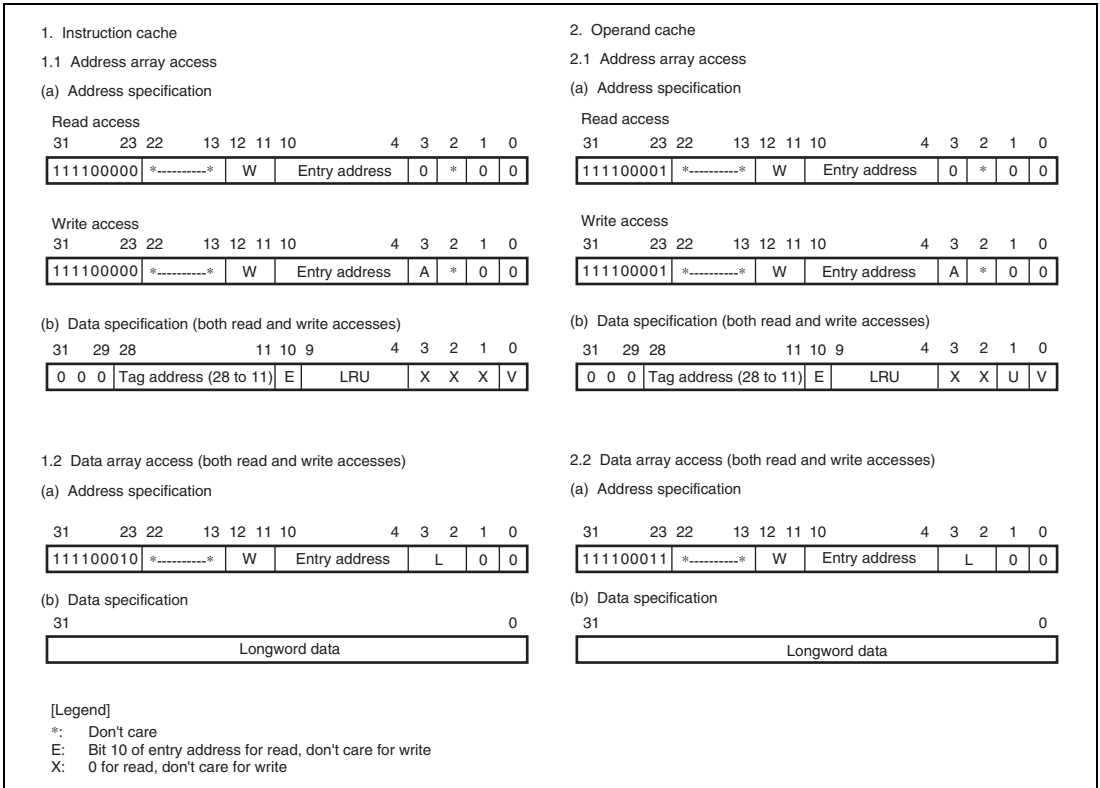 1. Instruction cache
1.1 Address array access
(a) Address specification
Read access
31 23 22 13 12 11 10 4 3 2 1 0
111100000 *----------* W Entry address 0 * 0 0
Write access
31 23 22 13 12 11 10 4 3 2 1 0
111100000 *----------* W Entry address A * 0 0
(b) Data specification (both read and write accesses)
31 29 28 11 10 9 4 3 2 1 0
0 0 0 Tag address (28 to 11) E LRU X X X V
1.2 Data array access (both read and write accesses)
(a) Address specification
31 23 22 13 12 11 10 4 3 2 1 0
111100010 *---------* W Entry address L 0 0
(b) Data specification
31 0
Longword data
2. Operand cache
2.1 Address array access
(a) Address specification
Read access
31 23 22 13 12 11 10 4 3 2 1 0
111100001 *----------* W Entry address 0 * 0 0
Write access
31 23 22 13 12 11 10 4 3 2 1 0
111100001 *----------* W Entry address A * 0 0
(b) Data specification (both read and write accesses)
31 29 28 11 10 9 4 3 2 1 0
0 0 0 Tag address (28 to 11) E LRU X X U V
2.2 Data array access (both read and write accesses)
(a) Address specification
31 23 22 13 12 11 10 4 3 2 1 0
111100011 *---------* W Entry address L 0 0
(b) Data specification
31 0
Longword data
[Legend]
*: Don't care
E: Bit 10 of entry address for read, don't care for write
X: 0 for read, don't care for write